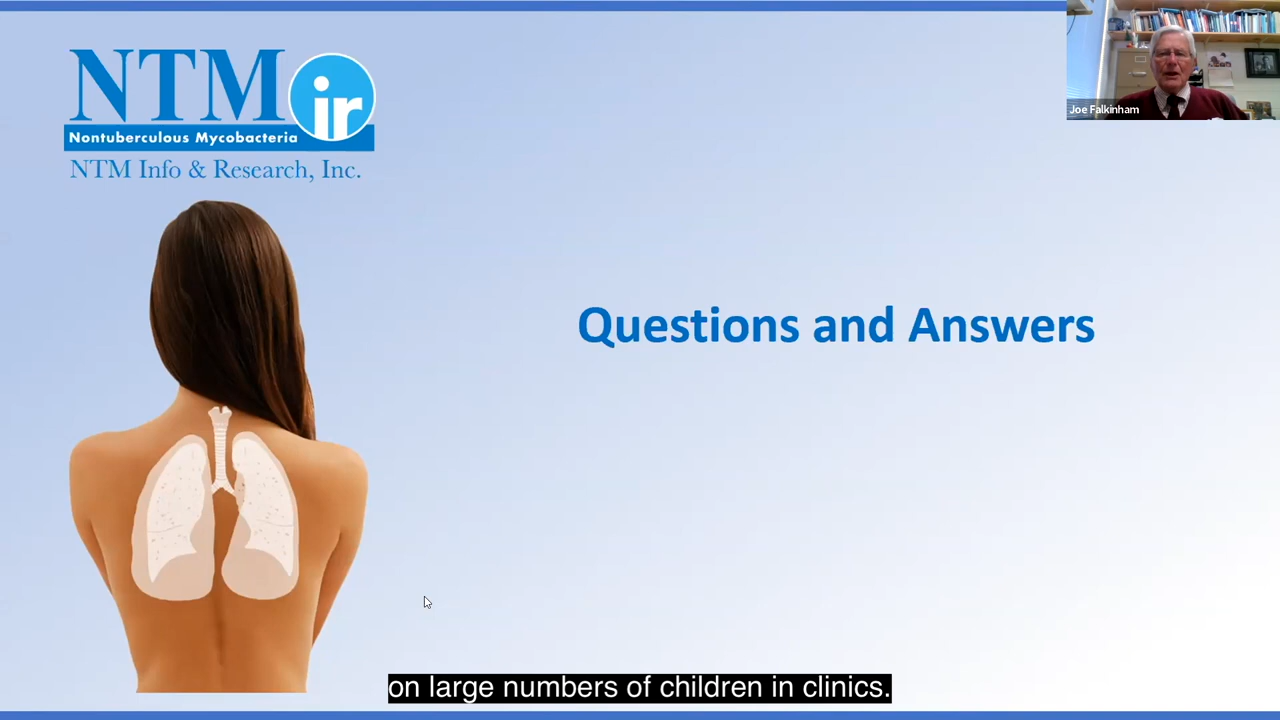 NTM
ir
Nontuberculous Mycobacteria
NTM Info & Research, Inc.
Joe Falkinham
Questions and Answers
on large numbers of children in clinics.